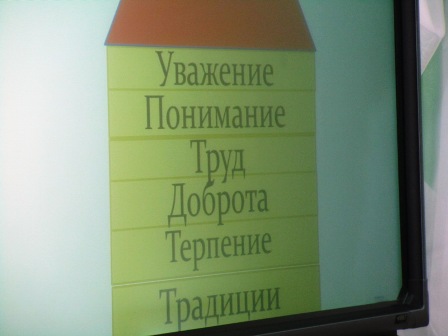 Уважение
Понимание
Труд
Доброта
Терпение
Традиции